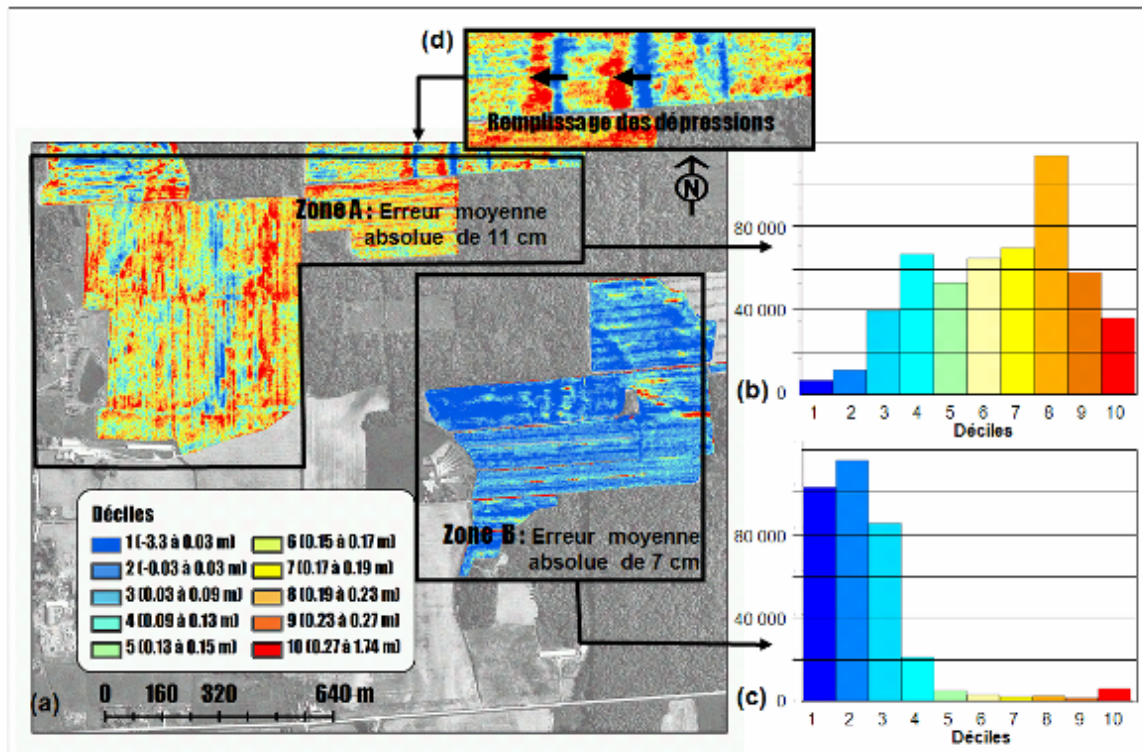 (d)
Remplissage des dépressions
N
Zone A : Erreur moyenne
absolue de 11 cm
Zone B : Erreur moyenne
absolue de 7 cm
Déciles
1 (-3.3 à 0.03 m)
2 (-0.03 à 0.03 m)
3 (0.03 à 0.09 m)
4 (0.09 à 0.13 m)
5 (0.13 à 0.15 m)
6 (0.15 à 0.17 m)
7 (0.17 à 0.19 m)
8 (0.19 à 0.23 m)
9 (0.23 à 0.27 m)
10 (0.27 à 1.74 m)
(a)
0 160 320 640 m
80 000
40 000
0
(b)
1 2 3 4 5 6 7 8 9 10
Déciles
80 000
40 000
0
(c)
1 2 3 4 5 6 7 8 9 10
Déciles